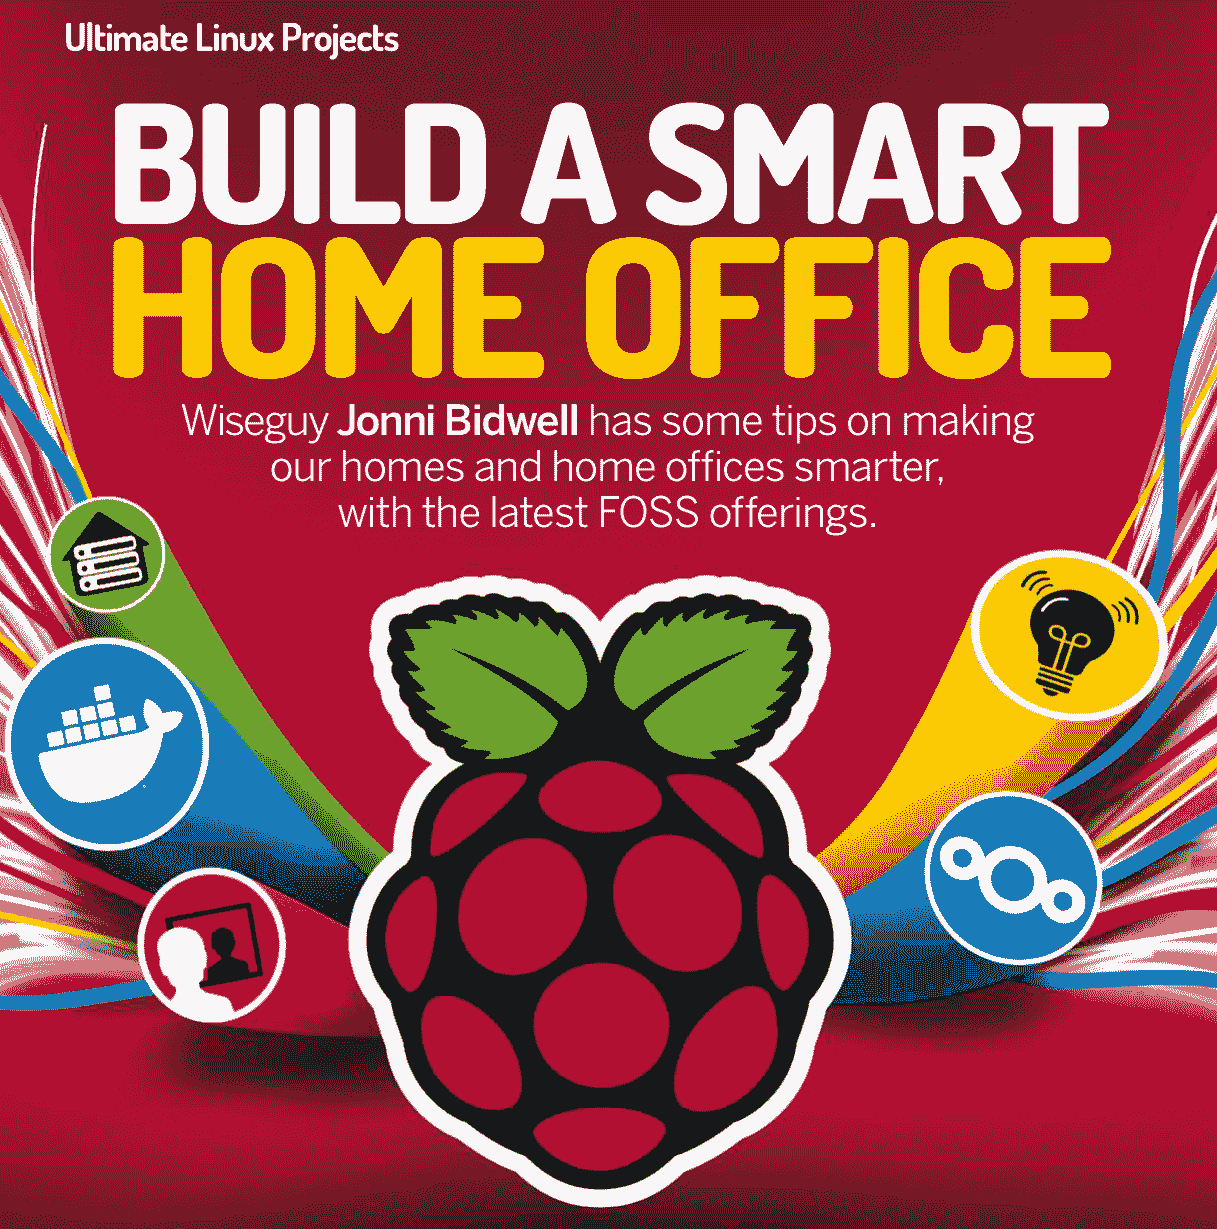 Ultimate Linux Projects
BUILD A SMART
HOME OFFICE
Wiseguy Jonni Bidwell has some tips on making
our homes and home offices smarter,
with the latest FOSS offerings.